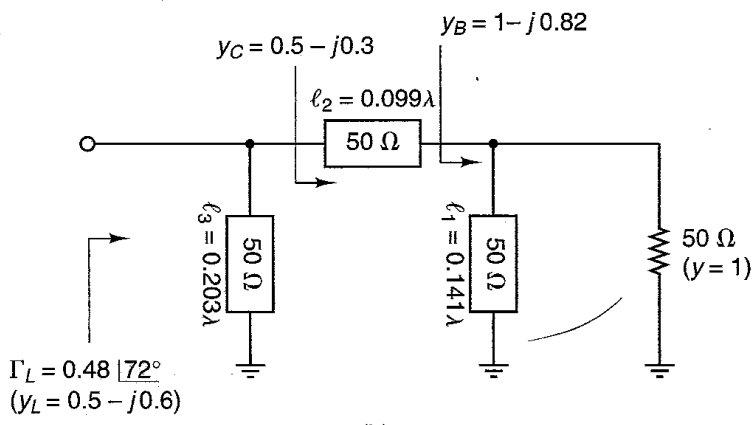 y_B = 1 − j0.82
y_C = 0.5 − j0.3
ℓ_2 = 0.099λ
50 Ω
ℓ_3 = 0.203λ
50 Ω
ℓ_1 = 0.141λ
50 Ω
50 Ω
(y = 1)
Γ_L = 0.48 |72°
(y_L = 0.5 − j0.6)